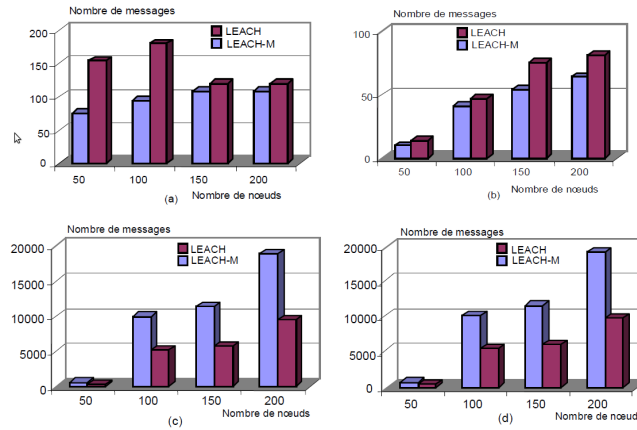 Nombre de messages
LEACH
LEACH-M
200
150
100
50
0
50 100 150 200
Nombre de nœuds
(a)
Nombre de messages
LEACH
LEACH-M
100
50
0
50 100 150 200
Nombre de nœuds
(b)
Nombre de messages
LEACH
LEACH-M
20000
15000
10000
5000
0
50 100 150 200
Nombre de nœuds
(c)
Nombre de messages
LEACH
LEACH-M
20000
15000
10000
5000
0
50 100 150 200
Nombre de nœuds
(d)